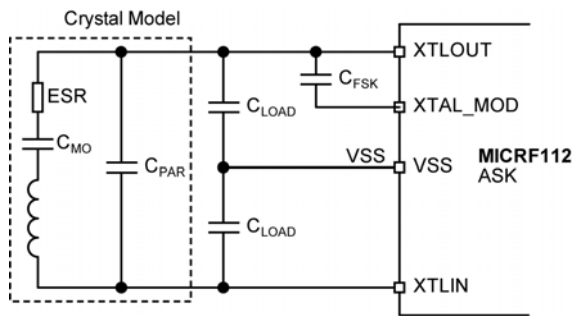 Crystal Model
XTLOUT
ESR
CFSK
XTAL_MOD
CLOAD
CMO
CPAR
VSS
VSS
MICRF112
ASK
CLOAD
XTLIN